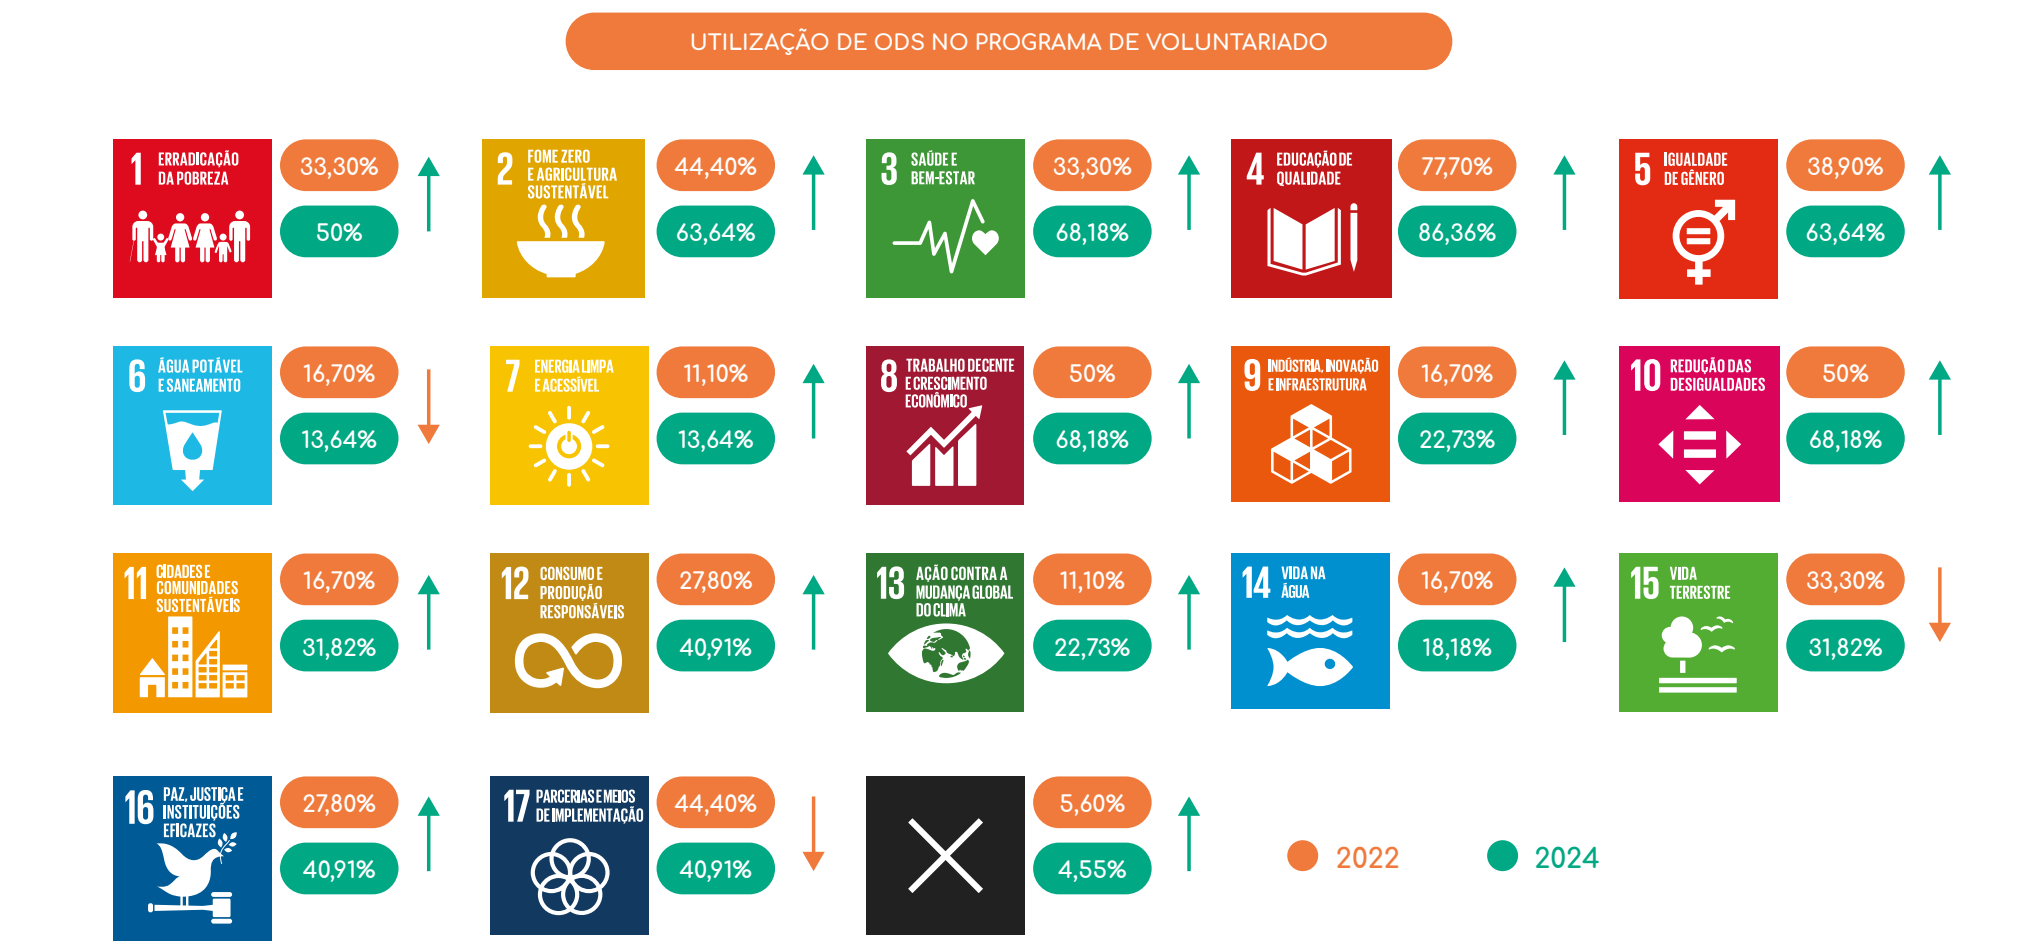 UTILIZAÇÃO DE ODS NO PROGRAMA DE VOLUNTARIADO
1 ERRADICAÇÃO
DA POBREZA
33,30%
50%
2 FOME ZERO
E AGRICULTURA
SUSTENTÁVEL
44,40%
63,64%
3 SAÚDE E
BEM-ESTAR
33,30%
68,18%
4 EDUCAÇÃO DE
QUALIDADE
77,70%
86,36%
5 IGUALDADE
DE GÊNERO
38,90%
63,64%
6 ÁGUA POTÁVEL
E SANEAMENTO
16,70%
13,64%
7 ENERGIA LIMPA
E ACESSÍVEL
11,10%
13,64%
8 TRABALHO DECENTE
E CRESCIMENTO
ECONÔMICO
50%
68,18%
9 INDÚSTRIA, INOVAÇÃO
E INFRAESTRUTURA
16,70%
22,73%
10 REDUÇÃO DAS
DESIGUALDADES
50%
68,18%
11 CIDADES E
COMUNIDADES
SUSTENTÁVEIS
16,70%
31,82%
12 CONSUMO E
PRODUÇÃO
RESPONSÁVEIS
27,80%
40,91%
13 AÇÃO CONTRA A
MUDANÇA GLOBAL
DO CLIMA
11,10%
22,73%
14 VIDA NA
ÁGUA
16,70%
18,18%
15 VIDA
TERRESTRE
33,30%
31,82%
16 PAZ, JUSTIÇA E
INSTITUIÇÕES
EFICAZES
27,80%
40,91%
17 PARCERIAS E MEIOS
DE IMPLEMENTAÇÃO
44,40%
40,91%
5,60%
4,55%
2022
2024